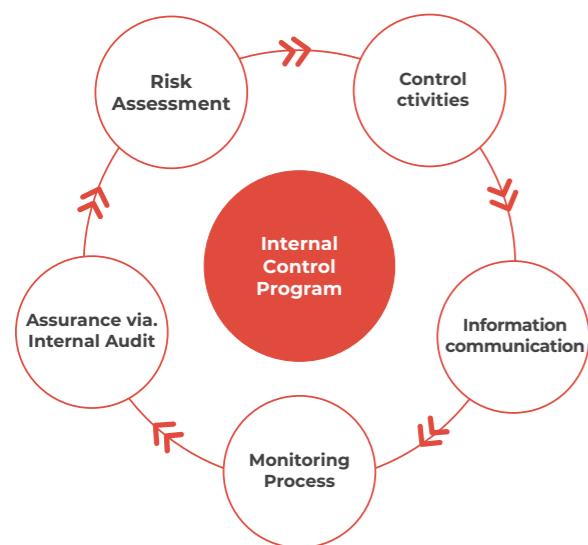 Risk
Assessment
Control
ctivities
Internal
Control
Program
Assurance via.
Internal Audit
Information
communication
Monitoring
Process